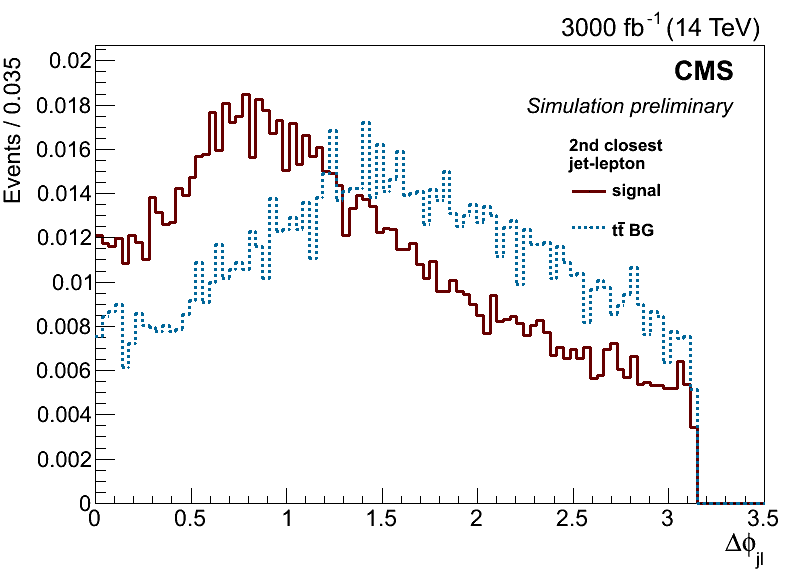 3000 fb⁻¹ (14 TeV)
CMS
Simulation preliminary
2nd closest
jet-lepton
signal
tt̄ BG
Events / 0.035
0.02
0.018
0.016
0.014
0.012
0.01
0.008
0.006
0.004
0.002
0
0 0.5 1 1.5 2 2.5 3 3.5
Δϕjl